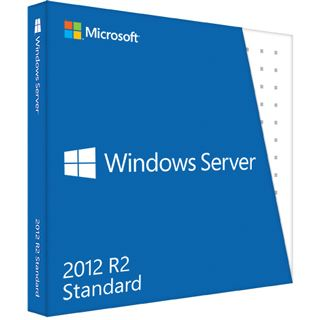 Microsoft
Windows Server
2012 R2
Standard
Windows Server
2012 R2 Standard